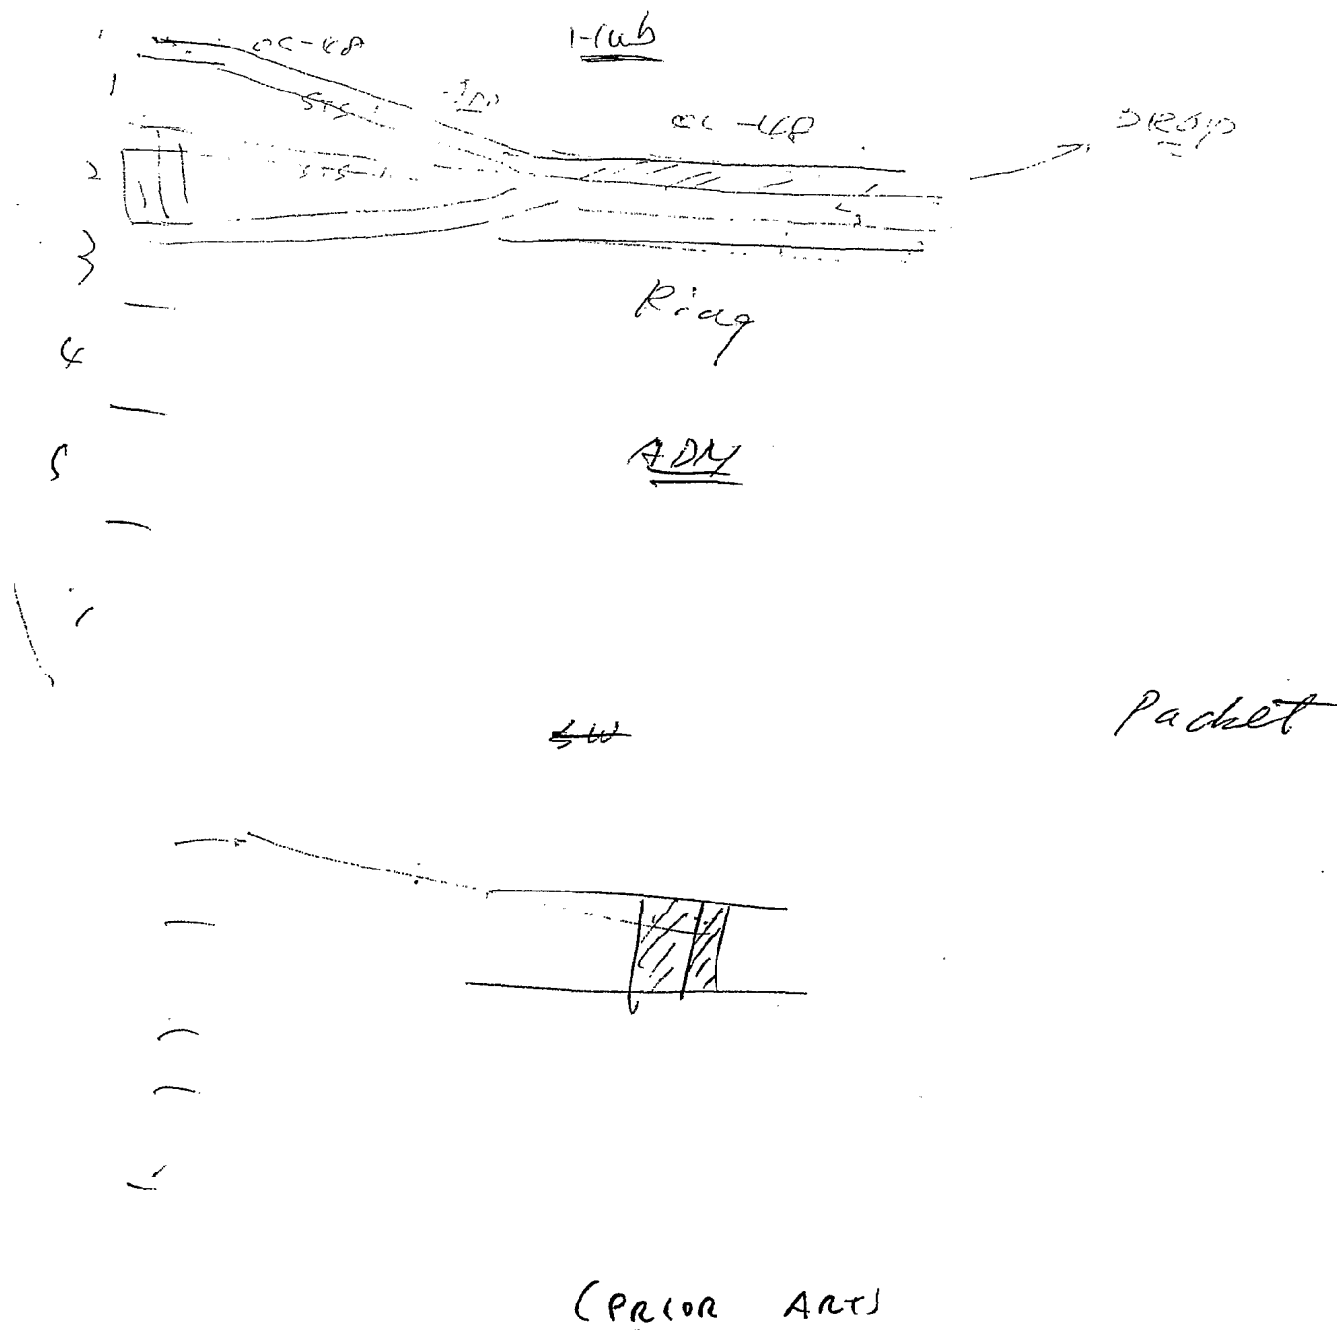 Hub
OC-48
STS-1
OC-48
DROP
1
2
STS-1
3
Ring
4
ADM
5
Packet
SW
(PRIOR ART)